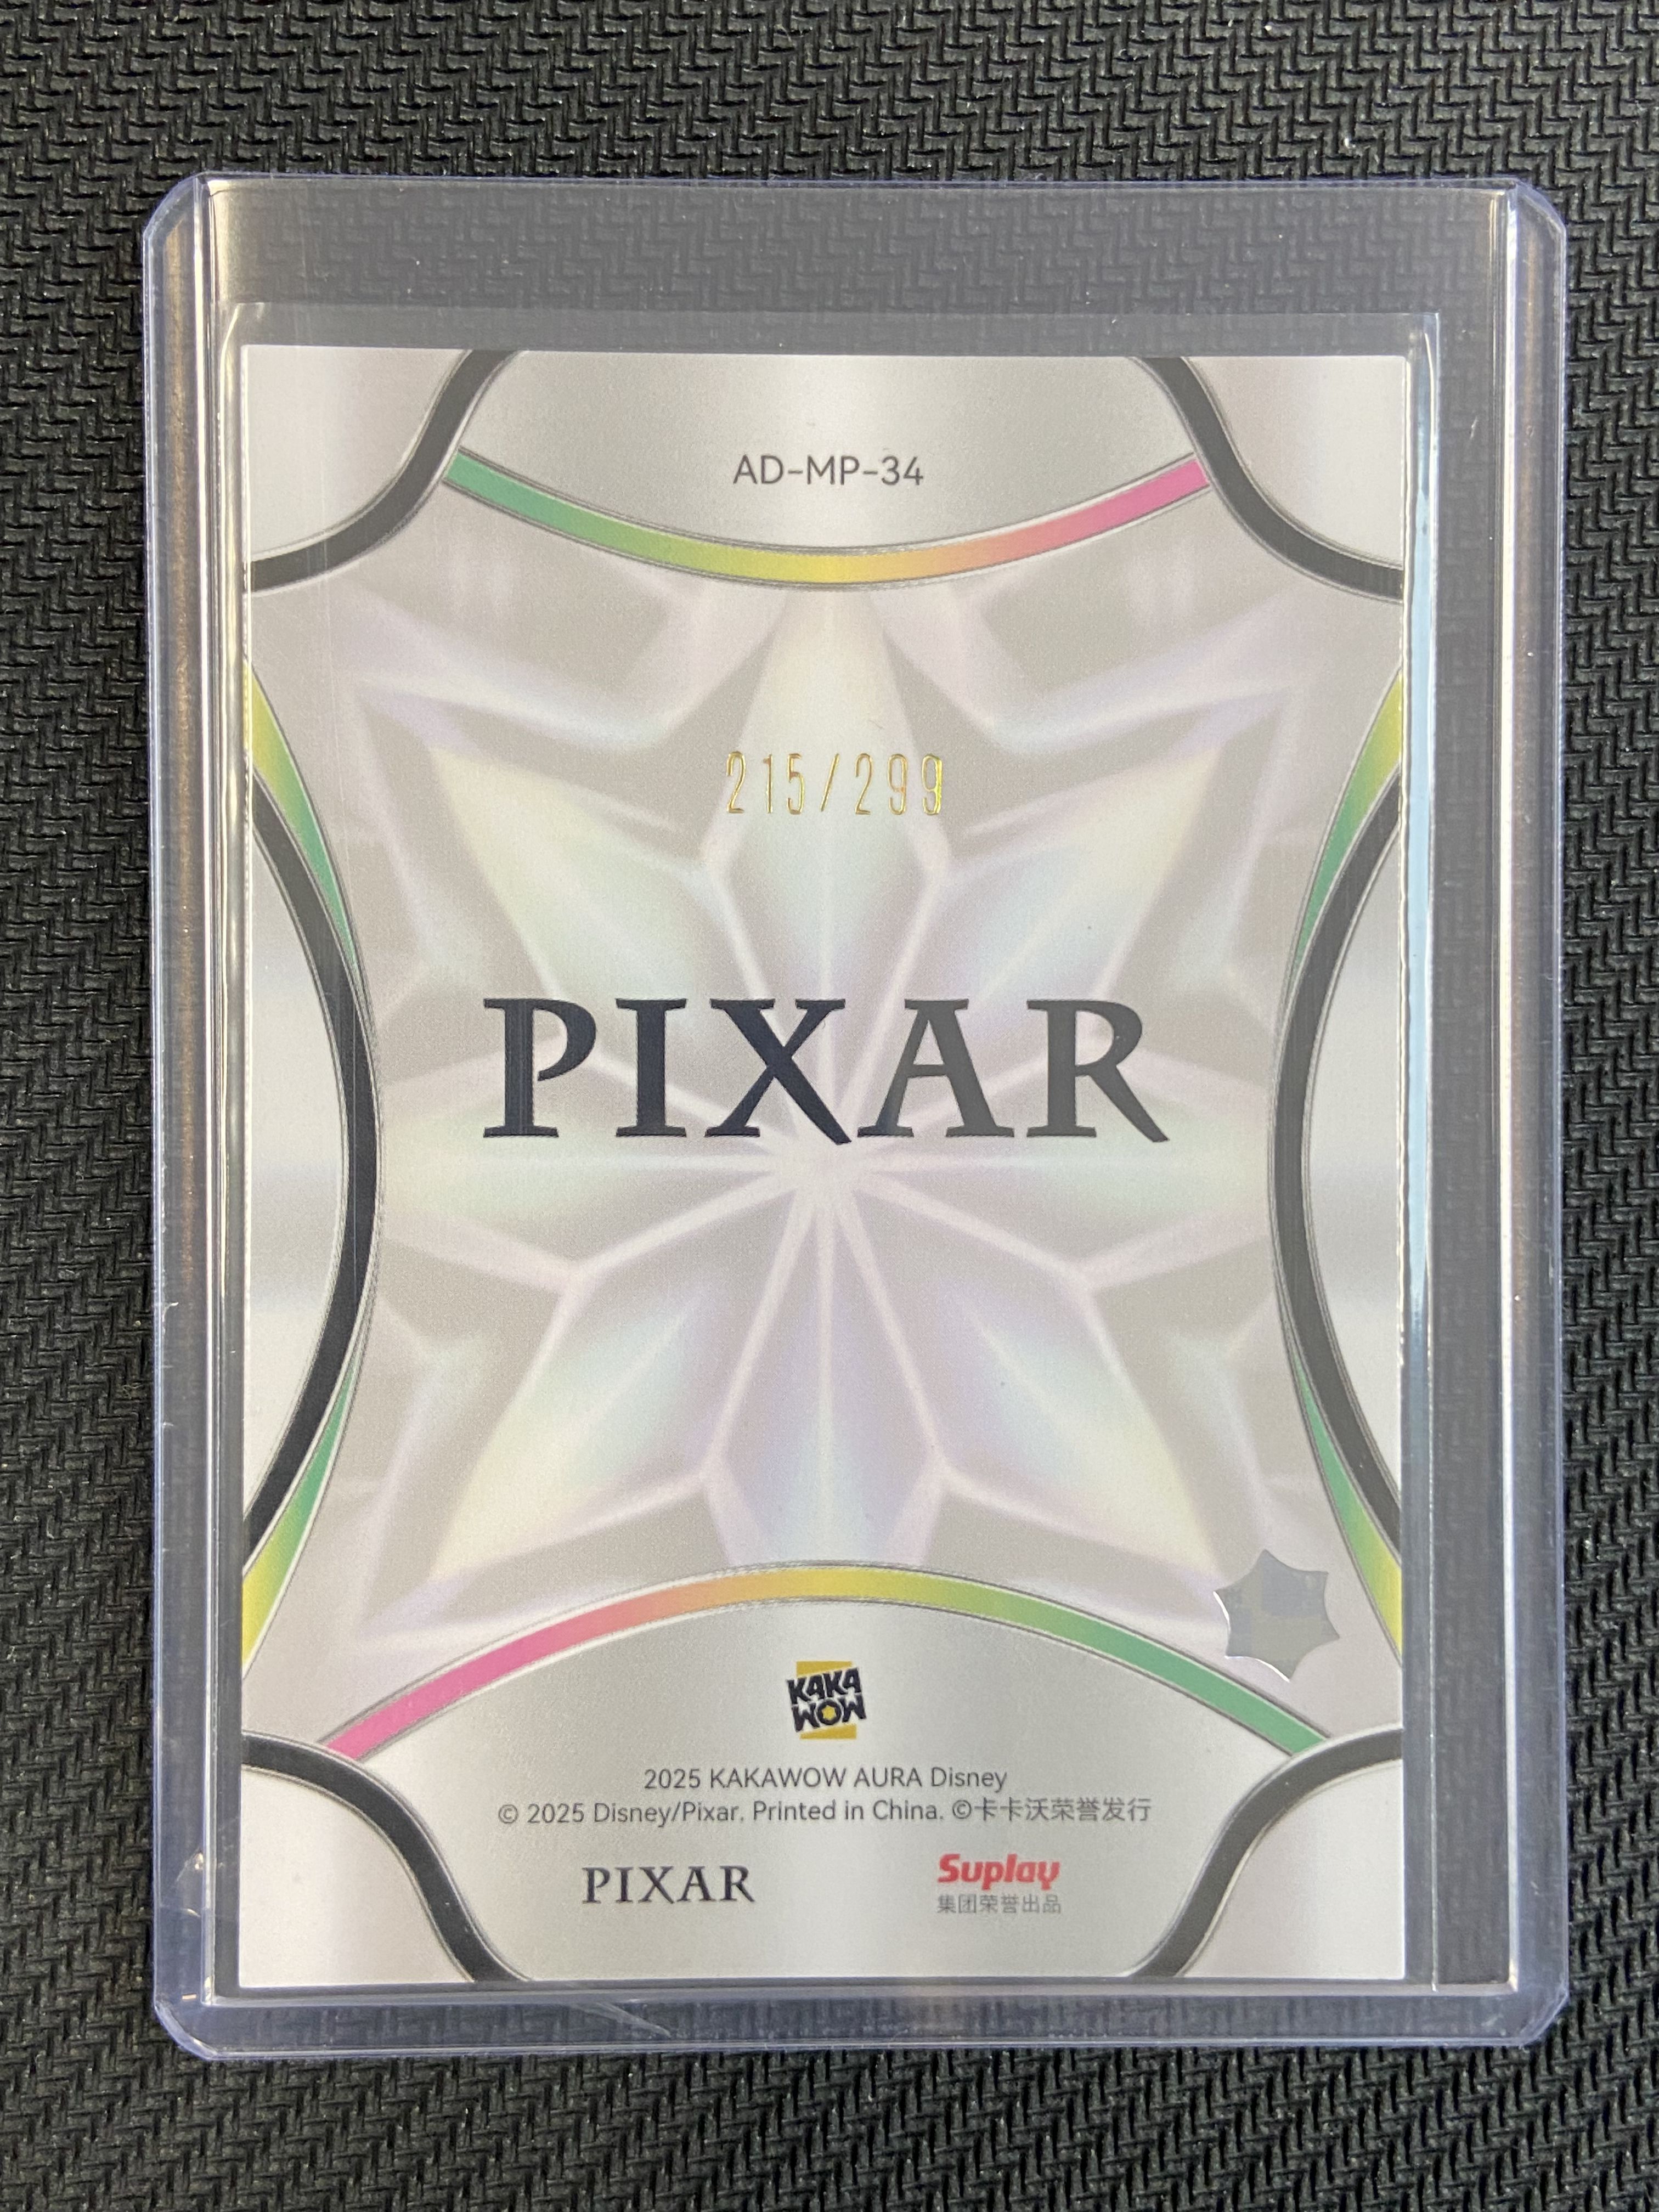 AD-MP-34
215/299
PIXAR
KAKA
WOW
2025 KAKAWOW AURA Disney
© 2025 Disney/Pixar. Printed in China. ©卡卡沃荣誉发行
PIXAR
Suplay
集团荣誉出品